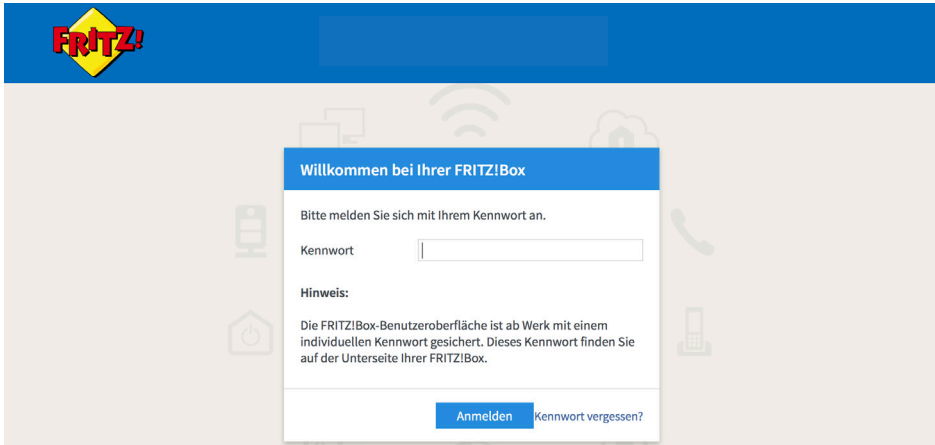 FRITZ!
Willkommen bei Ihrer FRITZ!Box
Bitte melden Sie sich mit Ihrem Kennwort an.
Kennwort
Hinweis:
Die FRITZ!Box-Benutzeroberfläche ist ab Werk mit einem
individuellen Kennwort gesichert. Dieses Kennwort finden Sie
auf der Unterseite Ihrer FRITZ!Box.
Anmelden Kennwort vergessen?